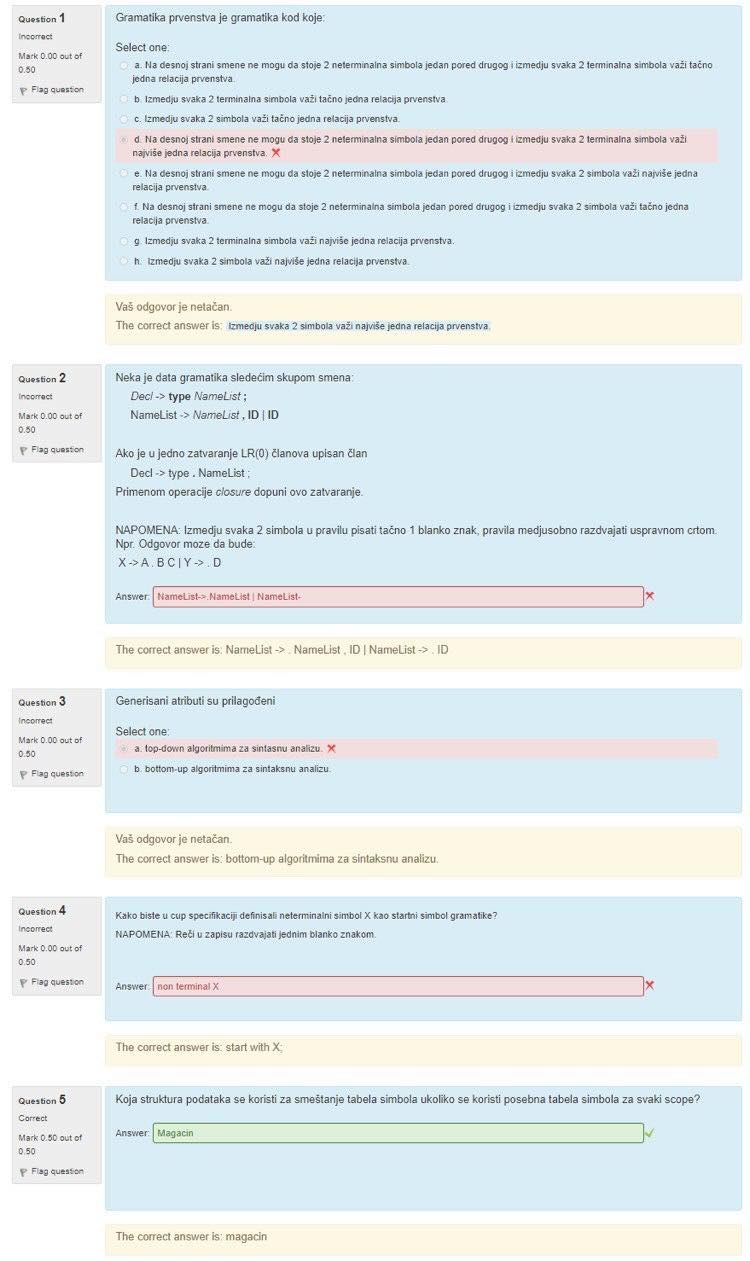 Question 1
Incorrect
Mark 0.00 out of
0.50
Flag question
Gramatika prvenstva je gramatika kod koje:
Select one:
a. Na desnoj strani smene ne mogu da stoje 2 neterminalna simbola jedan pored drugog i izmedju svaka 2 terminalna simbola važi tačno
jedna relacija prvenstva.
b. Izmedju svaka 2 terminalna simbola važi tačno jedna relacija prvenstva.
c. Izmedju svaka 2 simbola važi tačno jedna relacija prvenstva.
d. Na desnoj strani smene ne mogu da stoje 2 neterminalna simbola jedan pored drugog i izmedju svaka 2 terminalna simbola važi
najviše jedna relacija prvenstva.
e. Na desnoj strani smene ne mogu da stoje 2 neterminalna simbola jedan pored drugog i izmedju svaka 2 simbola važi najviše jedna
relacija prvenstva.
f. Na desnoj strani smene ne mogu da stoje 2 neterminalna simbola jedan pored drugog i izmedju svaka 2 simbola važi tačno jedna
relacija prvenstva.
g. Izmedju svaka 2 terminalna simbola važi najviše jedna relacija prvenstva.
h. Izmedju svaka 2 simbola važi najviše jedna relacija prvenstva.
Vaš odgovor je netačan.
The correct answer is: Izmedju svaka 2 simbola važi najviše jedna relacija prvenstva.
Question 2
Incorrect
Mark 0.00 out of
0.50
Flag question
Neka je data gramatika sledećim skupom smena:
Decl -> type NameList ;
NameList -> NameList , ID | ID
Ako je u jedno zatvaranje LR(0) članova upisan član
Decl -> type . NameList ;
Primenom operacije closure dopuni ovo zatvaranje.
NAPOMENA: Izmedju svaka 2 simbola u pravilu pisati tačno 1 blanko znak, pravila medjusobno razdvajati uspravnom crtom.
Npr. Odgovor moze da bude:
X -> A . B C | Y -> . D
Answer: NameList->.NameList | NameList-
The correct answer is: NameList -> . NameList , ID | NameList -> . ID
Question 3
Incorrect
Mark 0.00 out of
0.50
Flag question
Generisani atributi su prilagođeni
Select one:
a. top-down algoritmima za sintasnu analizu.
b. bottom-up algoritmima za sintaksnu analizu.
Vaš odgovor je netačan.
The correct answer is: bottom-up algoritmima za sintaksnu analizu.
Question 4
Incorrect
Mark 0.00 out of
0.50
Flag question
Kako biste u cup specifikaciji definisali neterminalni simbol X kao startni simbol gramatike?
NAPOMENA: Reči u zapisu razdvajati jednim blanko znakom.
Answer: non terminal X
The correct answer is: start with X;
Question 5
Correct
Mark 0.50 out of
0.50
Flag question
Koja struktura podataka se koristi za smeštanje tabela simbola ukoliko se koristi posebna tabela simbola za svaki scope?
Answer: Magacin
The correct answer is: magacin